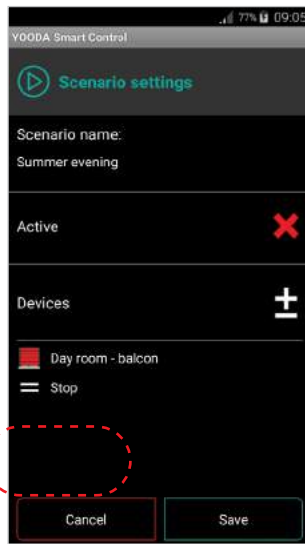 77% 09:05
YOODA Smart Control
Scenario settings
Scenario name:
Summer evening
Active
Devices
Day room - balcon
Stop
Cancel Save